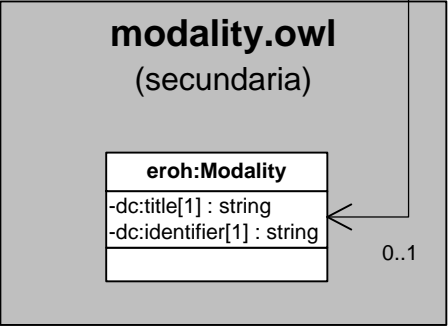 modality.owl
(secundaria)
eroh:Modality
-dc:title[1] : string
-dc:identifier[1] : string
0..1